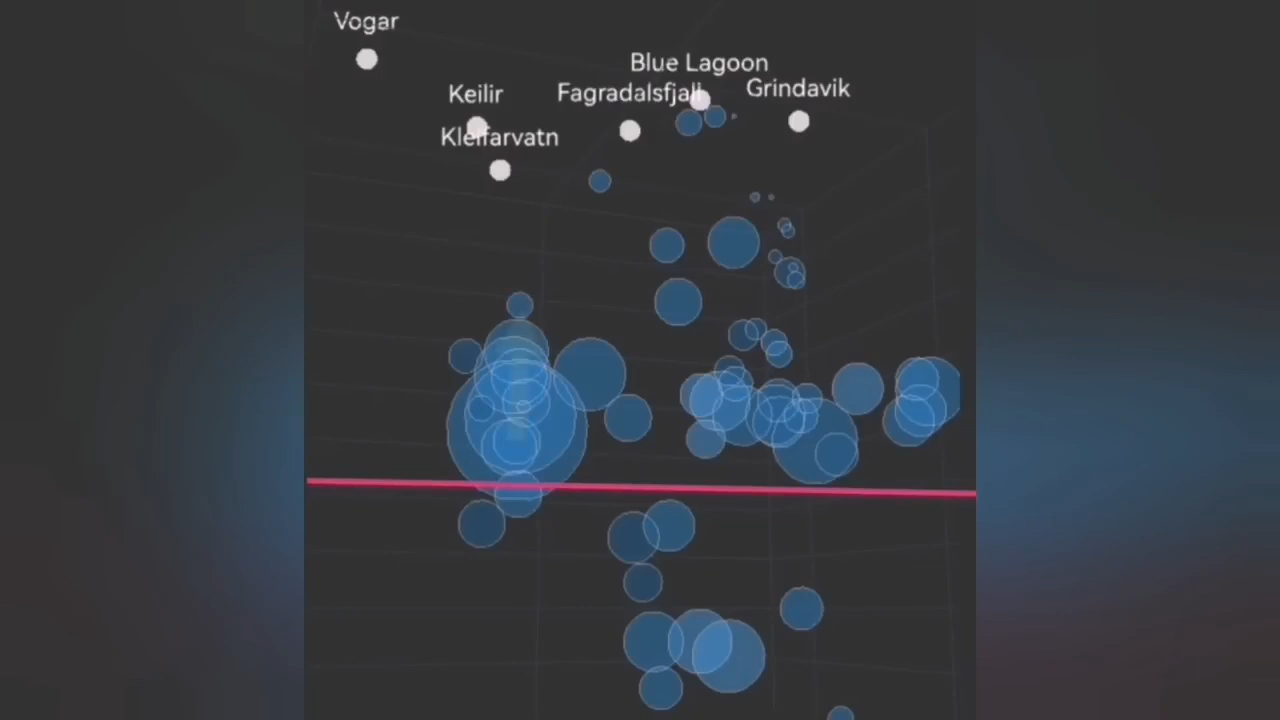 Vogar
Blue Lagoon
Keilir
Fagradalsfjall
Grindavik
Kleifarvatn